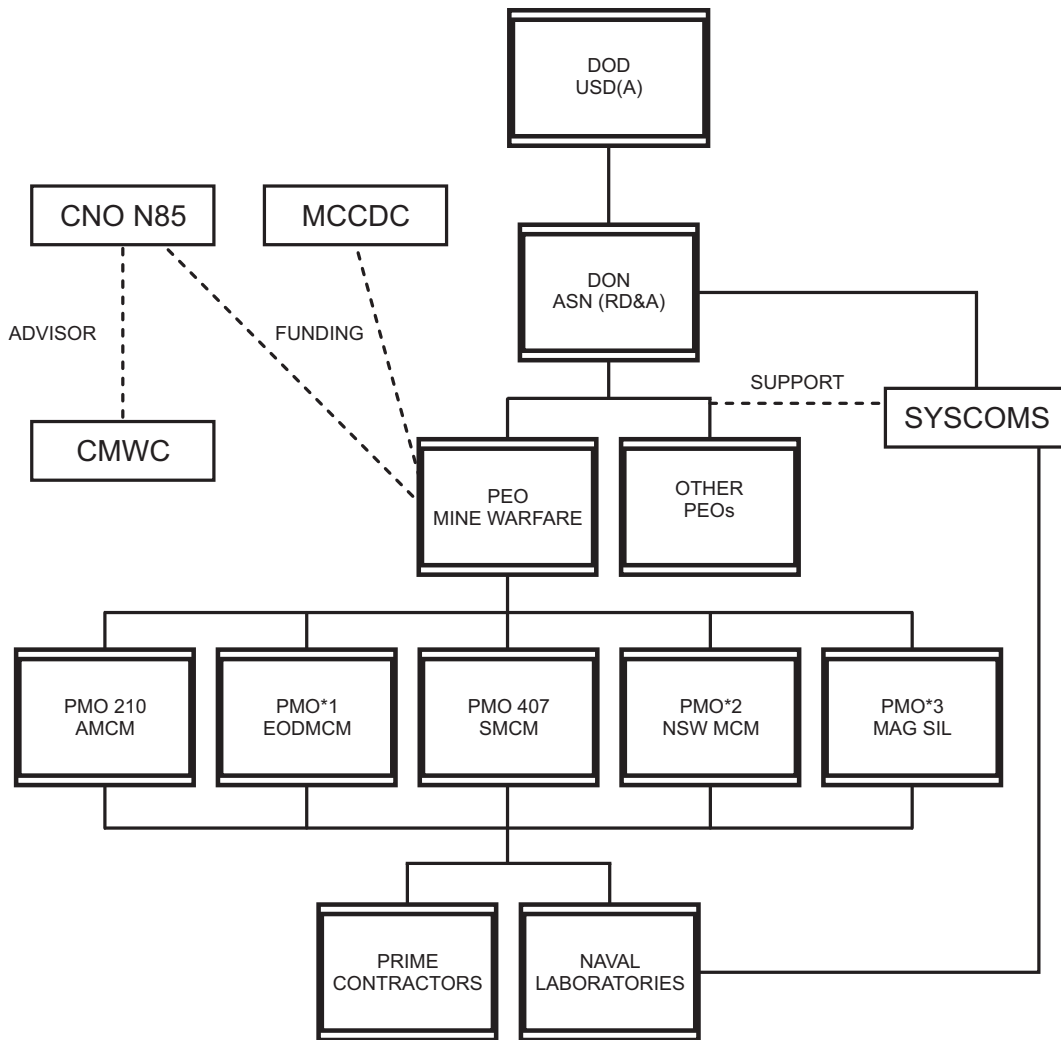 DOD
USD(A)
CNO N85
MCCDC
DON
ASN (RD&A)
ADVISOR
FUNDING
SUPPORT
SYSCOMS
CMWC
PEO
MINE WARFARE
OTHER
PEOs
PMO 210
AMCM
PMO*1
EODMCM
PMO 407
SMCM
PMO*2
NSW MCM
PMO*3
MAG SIL
PRIME
CONTRACTORS
NAVAL
LABORATORIES